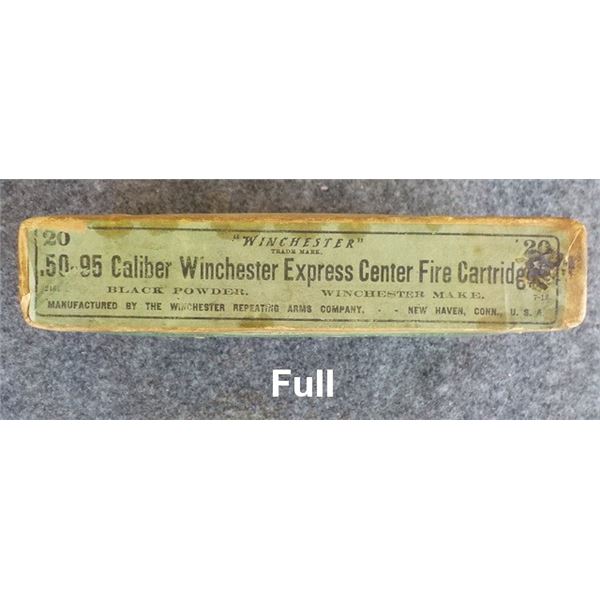 20 "WINCHESTER" 20
TRADE MARK.
.50-95 Caliber Winchester Express Center Fire
BLACK POWDER. WINCHESTER MAKE.
MANUFACTURED BY THE WINCHESTER REPEATING ARMS COMPANY, - - NEW HAVEN, CONN., U. S. A.
Full